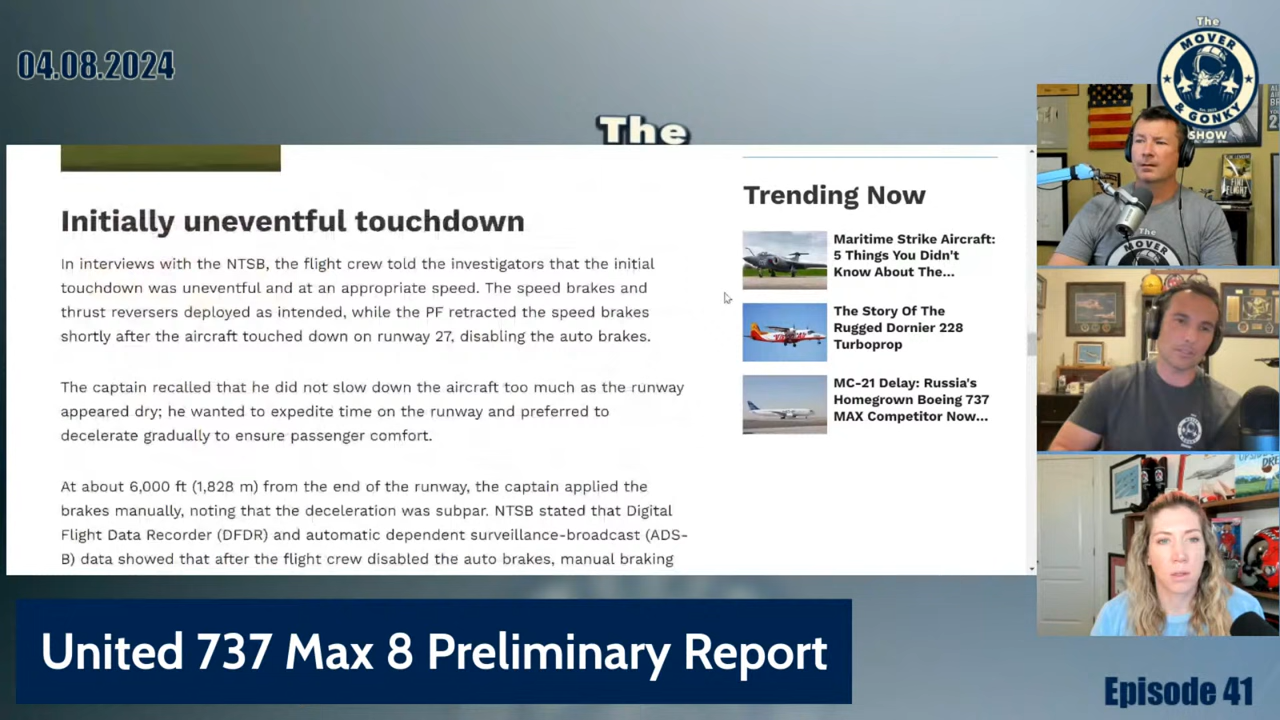 04.08.2024
The
MOVER
& GONKY
SHOW
The
Initially uneventful touchdown
In interviews with the NTSB, the flight crew told the investigators that the initial
touchdown was uneventful and at an appropriate speed. The speed brakes and
thrust reversers deployed as intended, while the PF retracted the speed brakes
shortly after the aircraft touched down on runway 27, disabling the auto brakes.
The captain recalled that he did not slow down the aircraft too much as the runway
appeared dry; he wanted to expedite time on the runway and preferred to
decelerate gradually to ensure passenger comfort.
At about 6,000 ft (1,828 m) from the end of the runway, the captain applied the
brakes manually, noting that the deceleration was subpar. NTSB stated that Digital
Flight Data Recorder (DFDR) and automatic dependent surveillance-broadcast (ADS-
B) data showed that after the flight crew disabled the auto brakes, manual braking
Trending Now
Maritime Strike Aircraft:
5 Things You Didn't
Know About The...
The Story Of The
Rugged Dornier 228
Turboprop
MC-21 Delay: Russia's
Homegrown Boeing 737
MAX Competitor Now...
FINI
FLIGHT
The
MOVER
United 737 Max 8 Preliminary Report
Episode 41